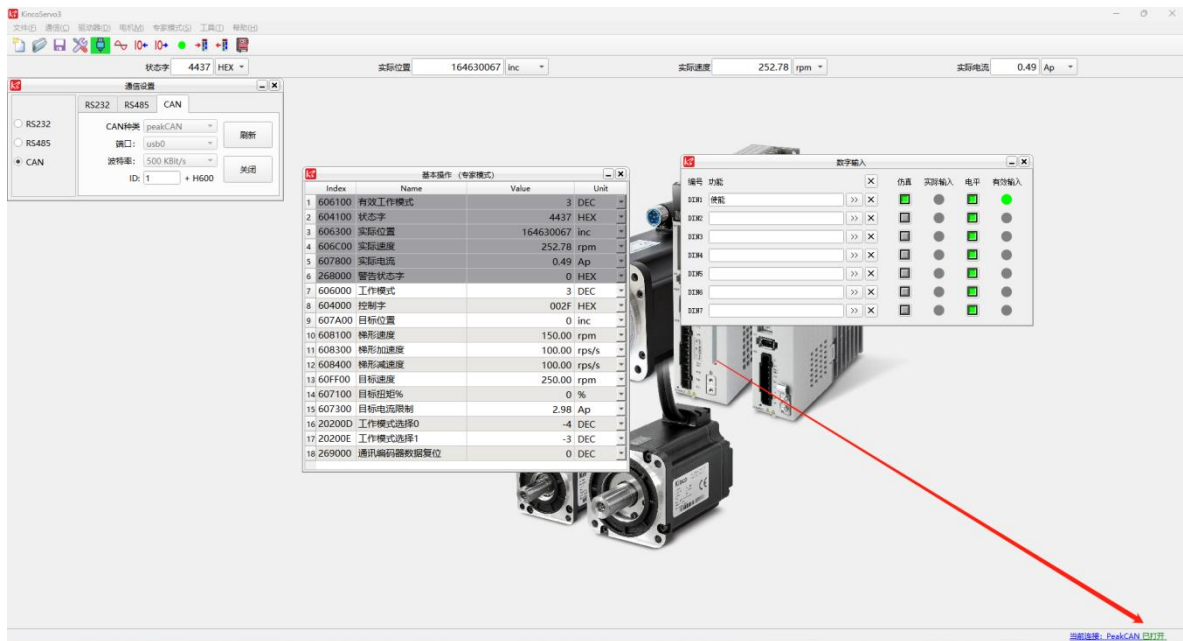 KincoServo3
文件(F) 通信(C) 驱动器(D) 电机(M) 专家模式(S) 工具(T) 帮助(H)
状态字 4437 HEX 实际位置 164630067 inc 实际速度 252.78 rpm 实际电流 0.49 Ap
通信设置
RS232 RS485 CAN
RS232
RS485
CAN
CAN种类 peakCAN
端口: usb0
波特率: 500 KBit/s
ID: 1 + H600
刷新
关闭
基本操作 (专家模式)
Index Name Value Unit
1 606100 有效工作模式 3 DEC
2 604100 状态字 4437 HEX
3 606300 实际位置 164630067 inc
4 606C00 实际速度 252.78 rpm
5 607800 实际电流 0.49 Ap
6 268000 警告状态字 0 HEX
7 606000 工作模式 3 DEC
8 604000 控制字 002F HEX
9 607A00 目标位置 0 inc
10 608100 梯形速度 150.00 rpm
11 608300 梯形加速度 100.00 rps/s
12 608400 梯形减速度 100.00 rps/s
13 60FF00 目标速度 250.00 rpm
14 607100 目标扭矩% 0 %
15 607300 目标电流限制 2.98 Ap
16 20200D 工作模式选择0 -4 DEC
17 20200E 工作模式选择1 -3 DEC
18 269000 通讯编码器数据复位 0 DEC
数字输入
编号 功能 仿真 实际输入 电平 有效输入
DIN1 使能 >>
DIN2 >>
DIN3 >>
DIN4 >>
DIN5 >>
DIN6 >>
DIN7 >>
Kinco
CE
当前连接: PeakCAN 已打开